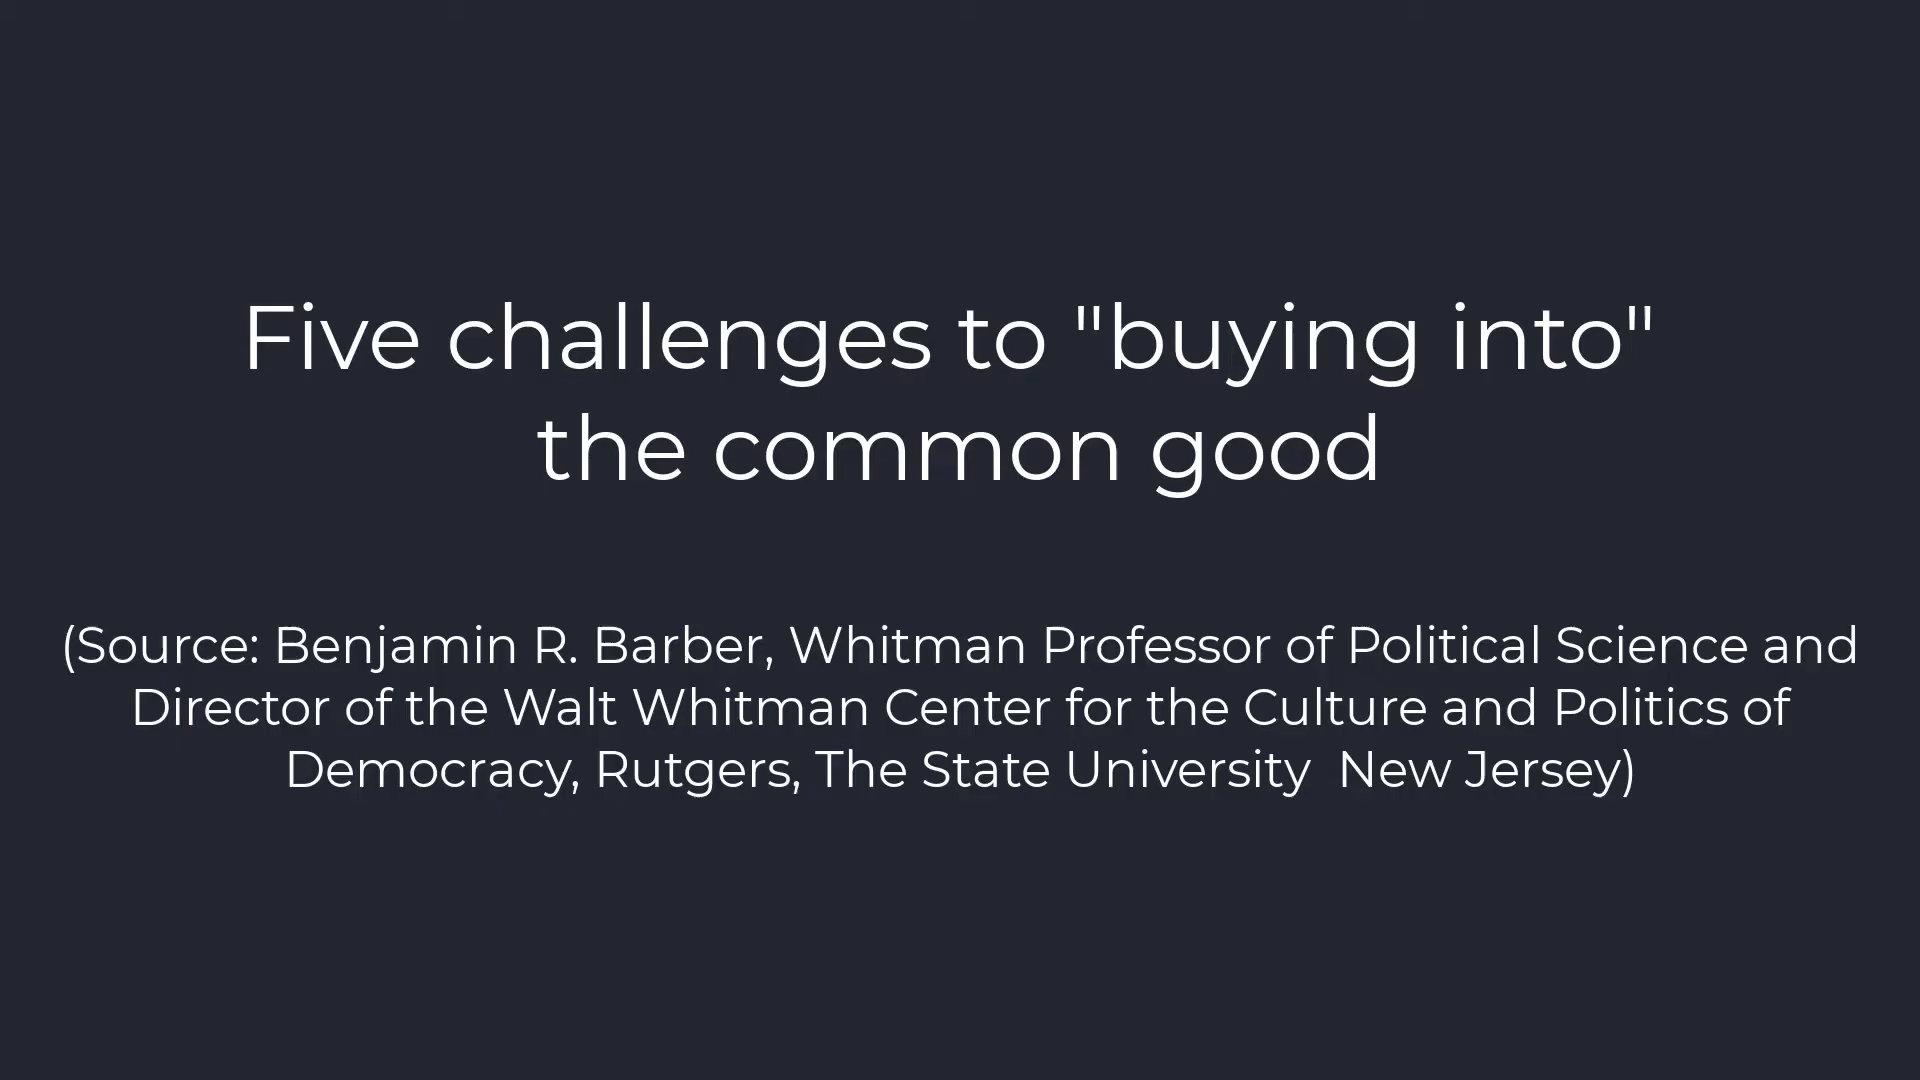 Five challenges to "buying into"
the common good
(Source: Benjamin R. Barber, Whitman Professor of Political Science and
Director of the Walt Whitman Center for the Culture and Politics of
Democracy, Rutgers, The State University  New Jersey)